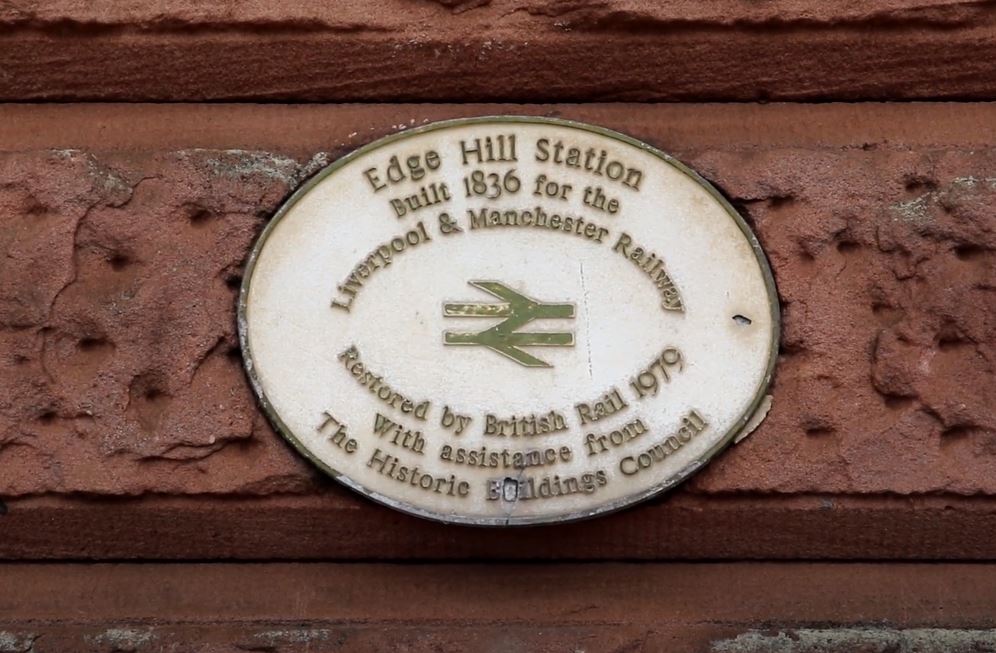 Edge Hill Station
Built 1836 for the
Liverpool & Manchester Railway
Restored by British Rail 1979
With assistance from
The Historic Buildings Council